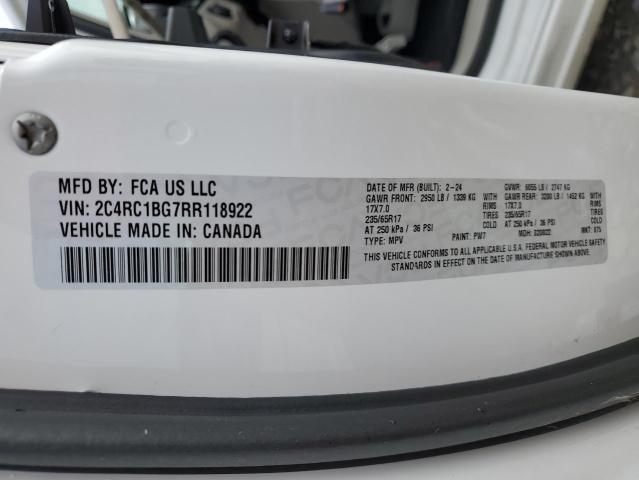 MFD BY: FCA US LLC
VIN: 2C4RC1BG7RR118922
VEHICLE MADE IN: CANADA
DATE OF MFR (BUILT): 2-24 GVWR: 6055 LB / 2747 KG
GAWR FRONT: 2950 LB / 1339 KG WITH GAWR REAR: 3200 LB / 1452 KG WITH
17X7.0 RIMS 17X7.0 RIMS
235/65R17 TIRES 235/65R17 TIRES
AT 250 kPa / 36 PSI COLD AT 250 kPa / 36 PSI COLD
TYPE: MPV PAINT: PW7 MDH: 020822 MKT: 975
THIS VEHICLE CONFORMS TO ALL APPLICABLE U.S.A. FEDERAL MOTOR VEHICLE SAFETY
STANDARDS IN EFFECT ON THE DATE OF MANUFACTURE SHOWN ABOVE.